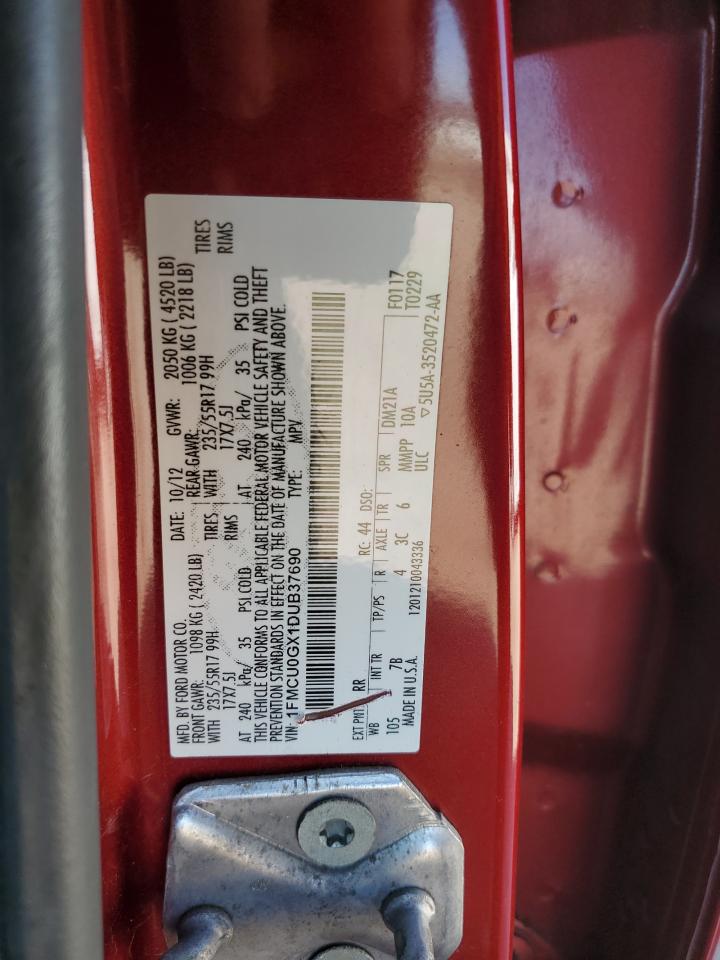 MFD. BY FORD MOTOR CO. DATE: 10/12 GVWR: 2050 KG ( 4520 LB)
FRONT GAWR: 1098 KG ( 2420 LB) REAR GAWR: 1006 KG ( 2218 LB)
WITH 235/55R17 99H TIRES WITH 235/55R17 99H TIRES
17X7.5J RIMS 17X7.5J RIMS
AT 240 kPa/ 35 PSI COLD AT 240 kPa/ 35 PSI COLD
THIS VEHICLE CONFORMS TO ALL APPLICABLE FEDERAL MOTOR VEHICLE SAFETY AND THEFT
PREVENTION STANDARDS IN EFFECT ON THE DATE OF MANUFACTURE SHOWN ABOVE.
VIN: 1FMCU0GX1DUB37690 TYPE: MPV
EXT PNT: RR RC: 44 DSO: F0117
WB INT TR TP/PS R AXLE TR SPR DM21A T0229
105 7B 4 3C 6 MMPP 10A
MADE IN U.S.A. 1201210043336 ULC ▽5U5A-3520472-AA